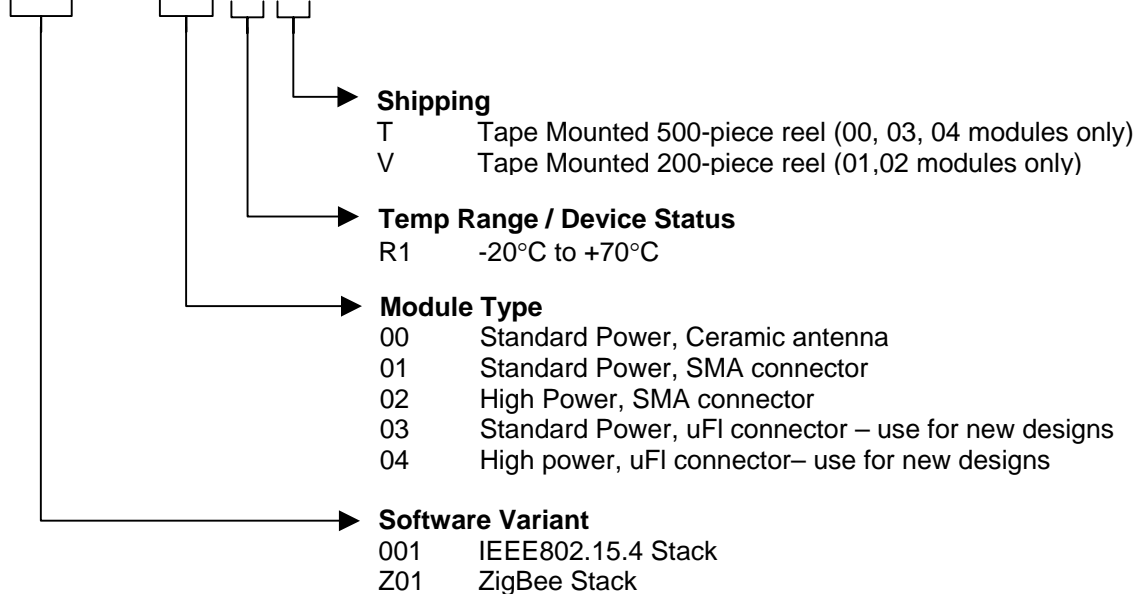 Shipping
T Tape Mounted 500-piece reel (00, 03, 04 modules only)
V Tape Mounted 200-piece reel (01,02 modules only)
Temp Range / Device Status
R1 -20°C to +70°C
Module Type
00 Standard Power, Ceramic antenna
01 Standard Power, SMA connector
02 High Power, SMA connector
03 Standard Power, uFl connector – use for new designs
04 High power, uFl connector– use for new designs
Software Variant
001 IEEE802.15.4 Stack
Z01 ZigBee Stack